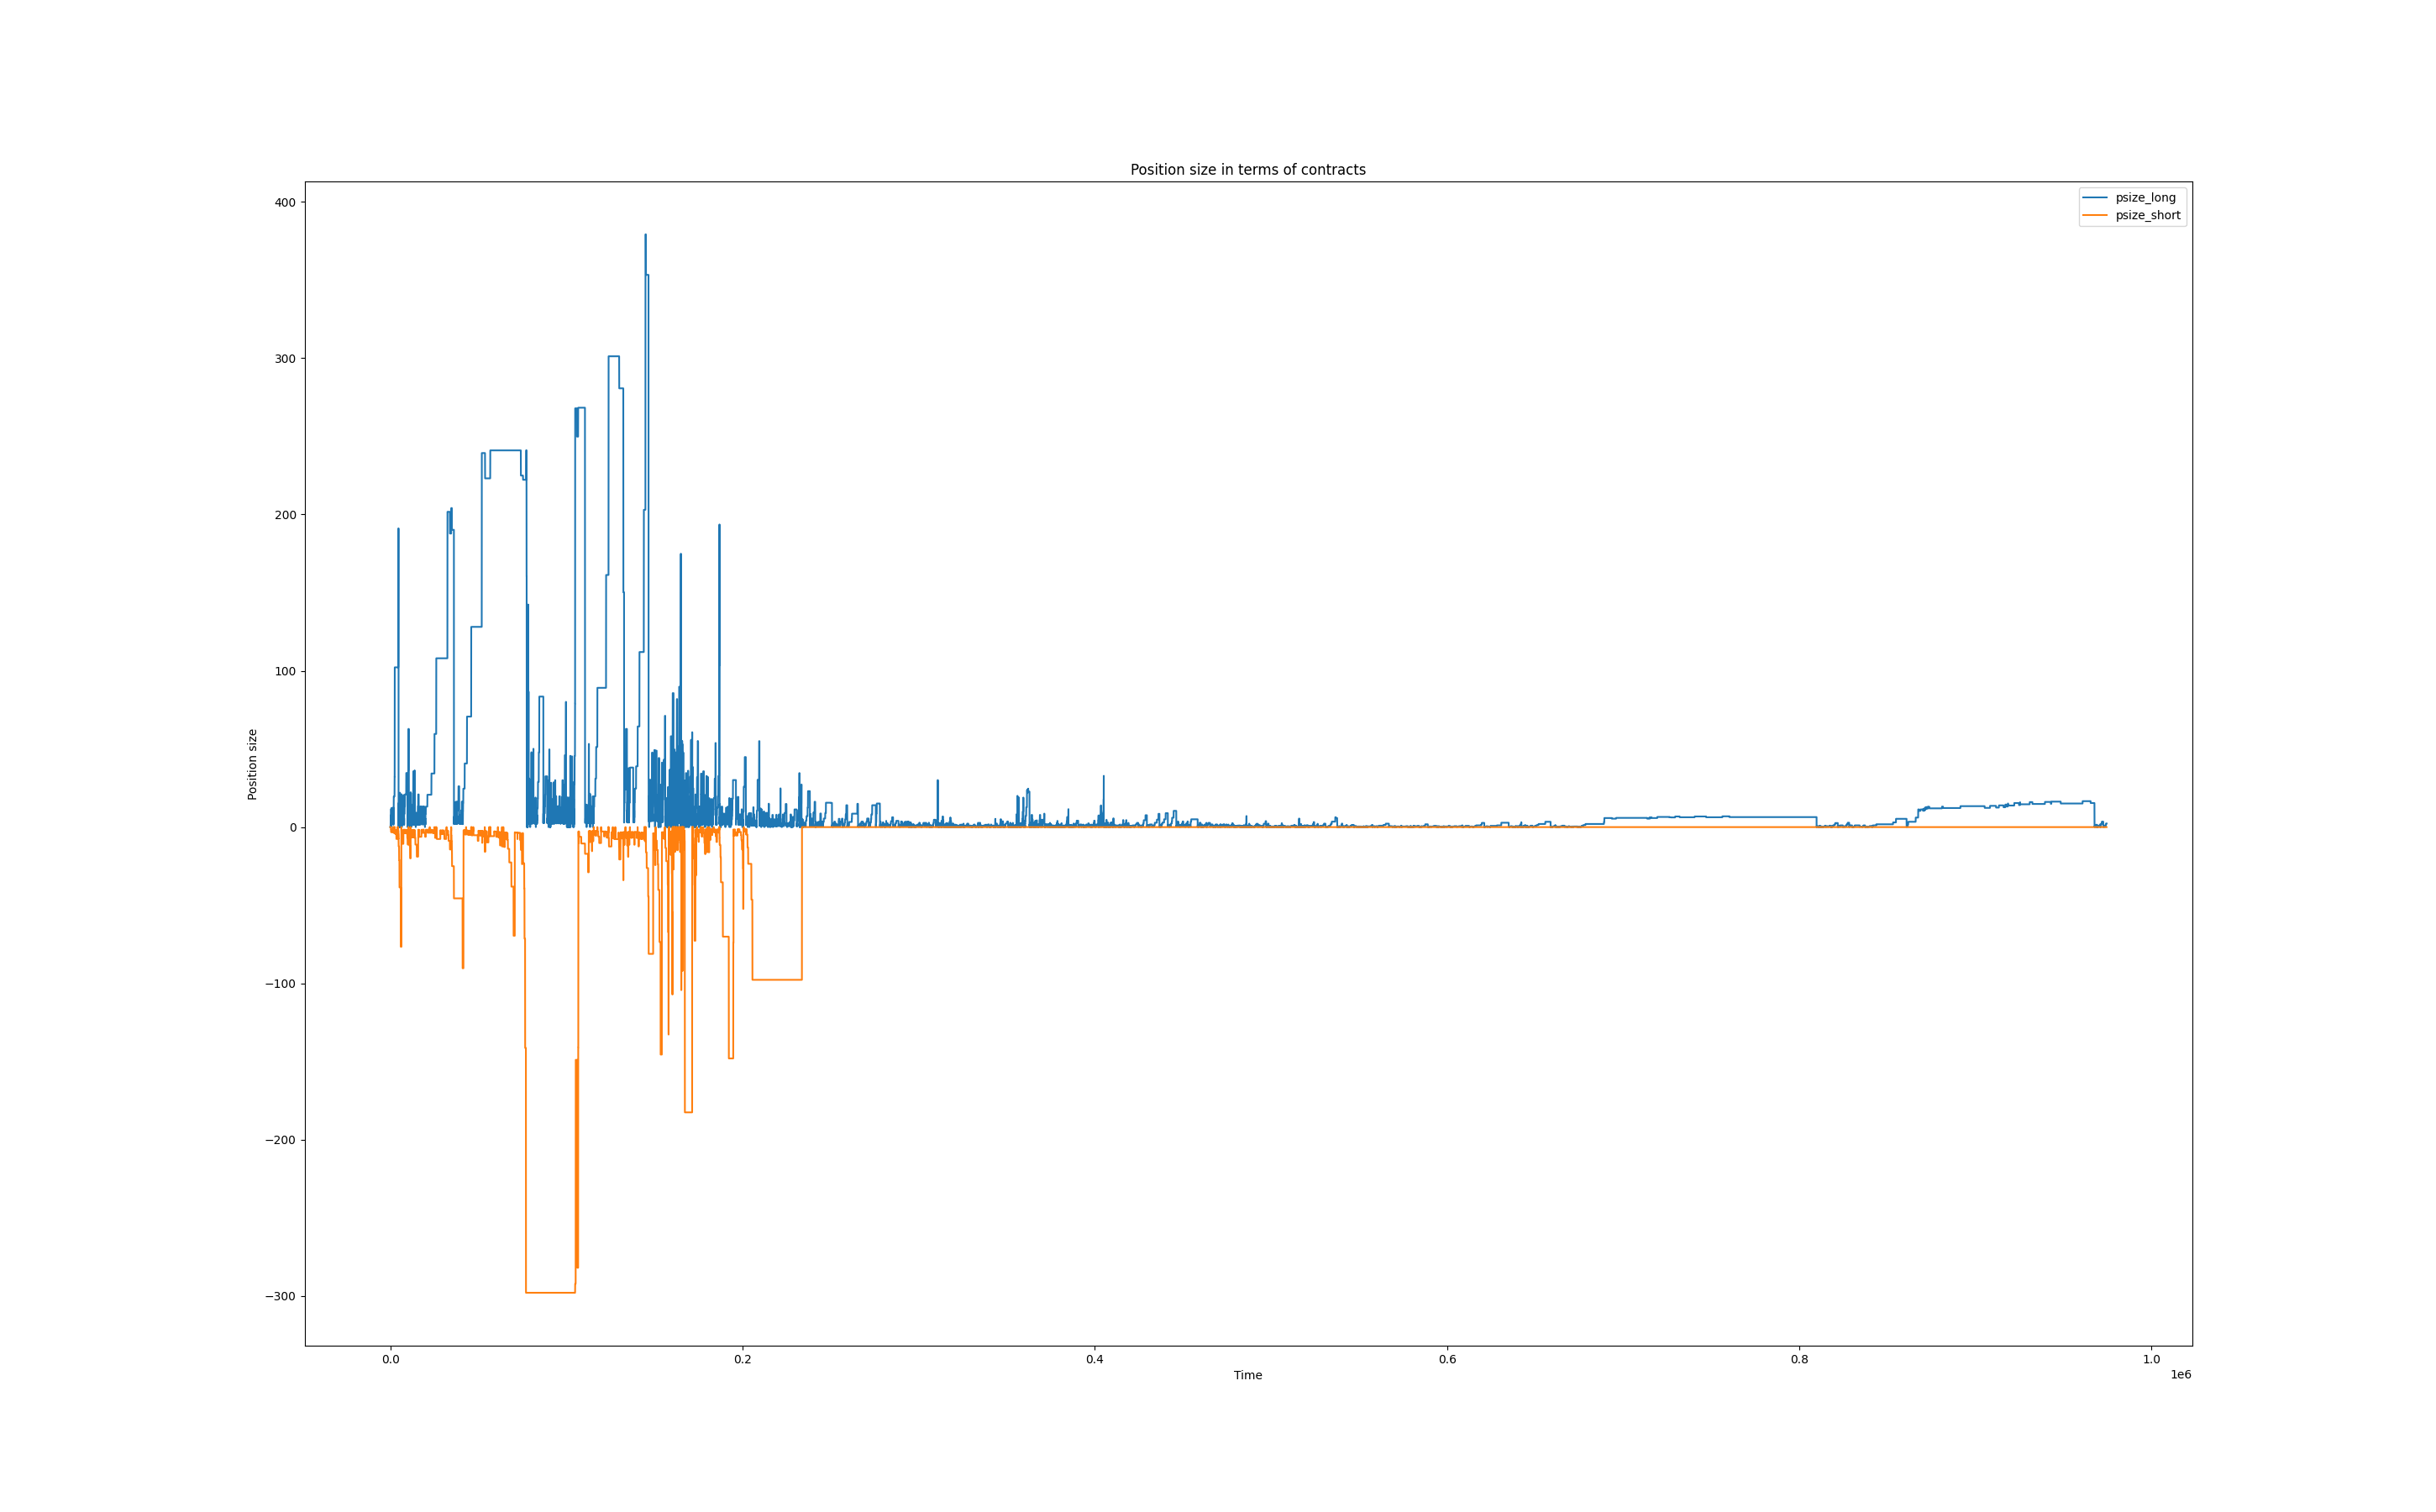 Position size in terms of contracts
psize_long
psize_short
400
300
200
100
0
−100
−200
−300
Position size
0.0
0.2
0.4
0.6
0.8
1.0
Time
1e6